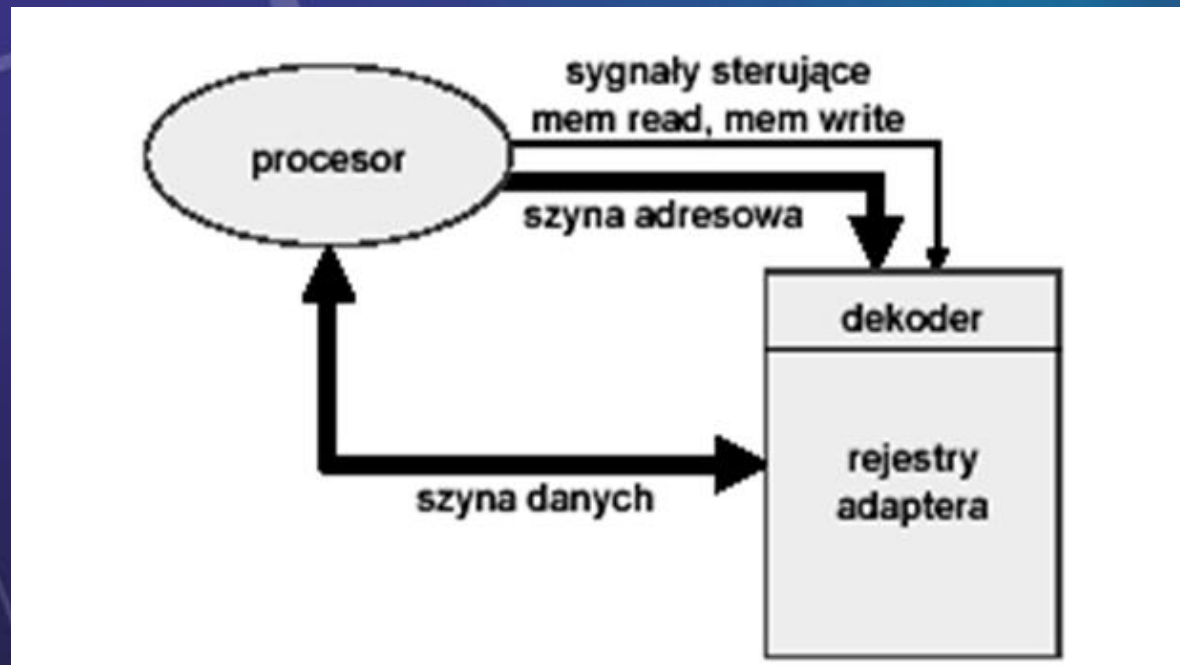 sygnały sterujące
mem read, mem write
procesor
szyna adresowa
dekoder
rejestry
adaptera
szyna danych